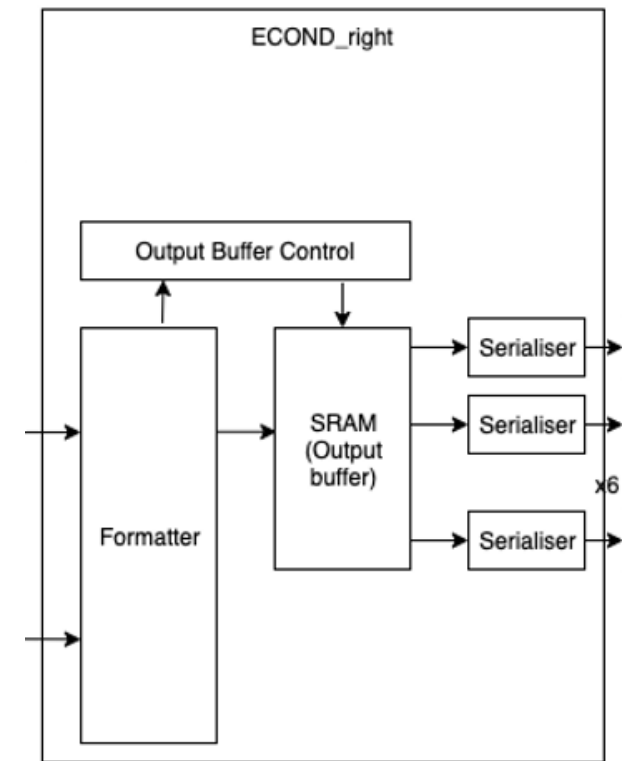 ECOND_right
Output Buffer Control
Serialiser
SRAM
(Output
buffer)
Serialiser
x6
Formatter
Serialiser